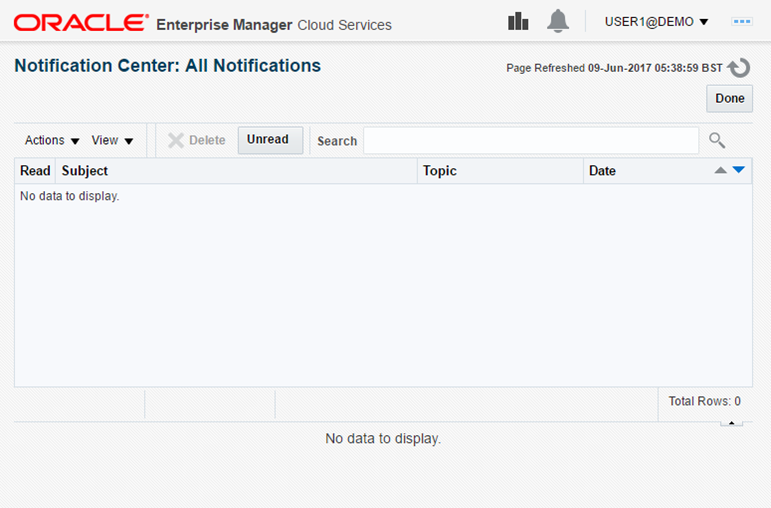 ORACLE® Enterprise Manager Cloud Services USER1@DEMO
Notification Center: All Notifications
Page Refreshed 09-Jun-2017 05:38:59 BST
Done
Actions View Delete Unread Search
Read Subject Topic Date
No data to display.
Total Rows: 0
No data to display.